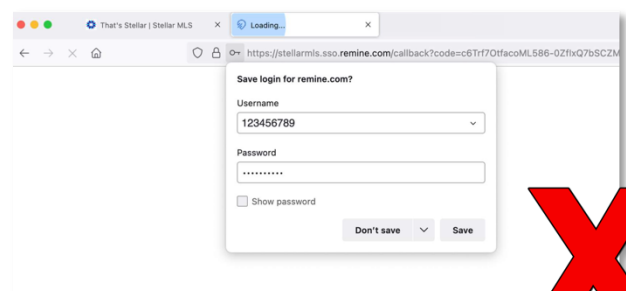 That's Stellar | Stellar MLS
Loading...
https://stellarmls.sso.remine.com/callback?code=c6Trf7OtfacoML586-0ZflxQ7bSCZM
Save login for remine.com?
Username
123456789
Password
Show password
Don't save
Save